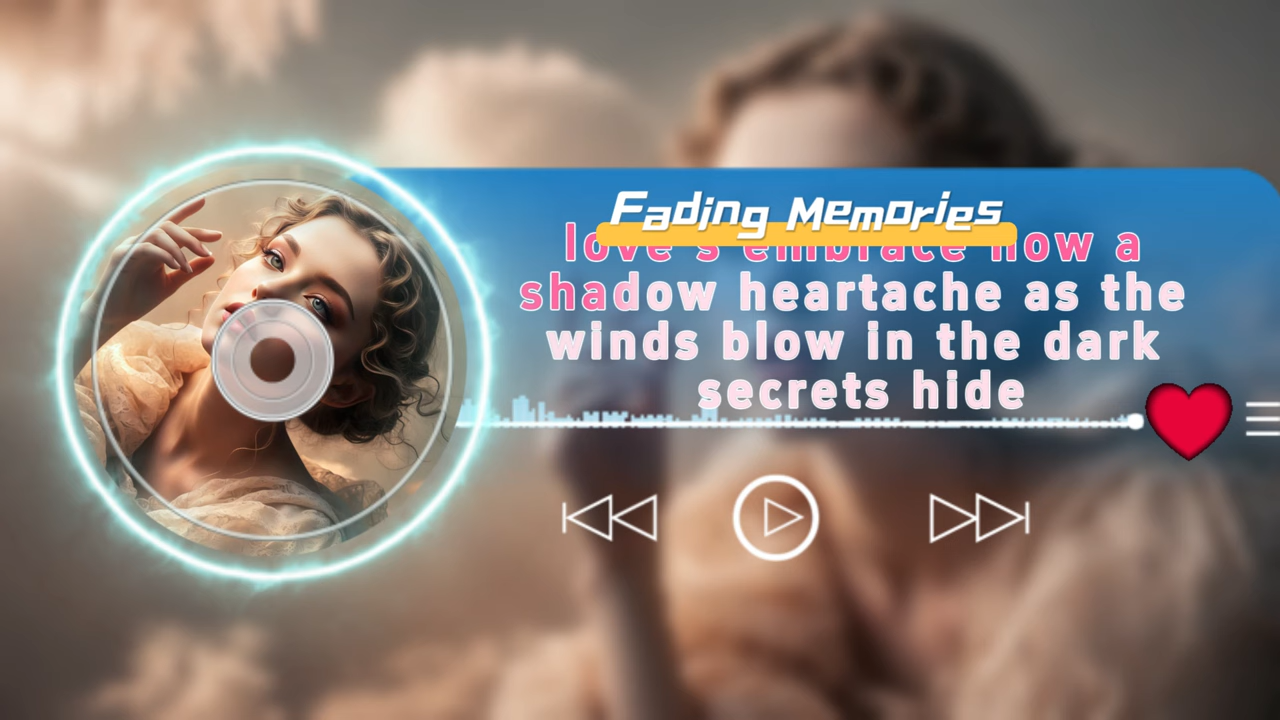 Fading Memories
love's embrace now a
shadow heartache as the
winds blow in the dark
secrets hide